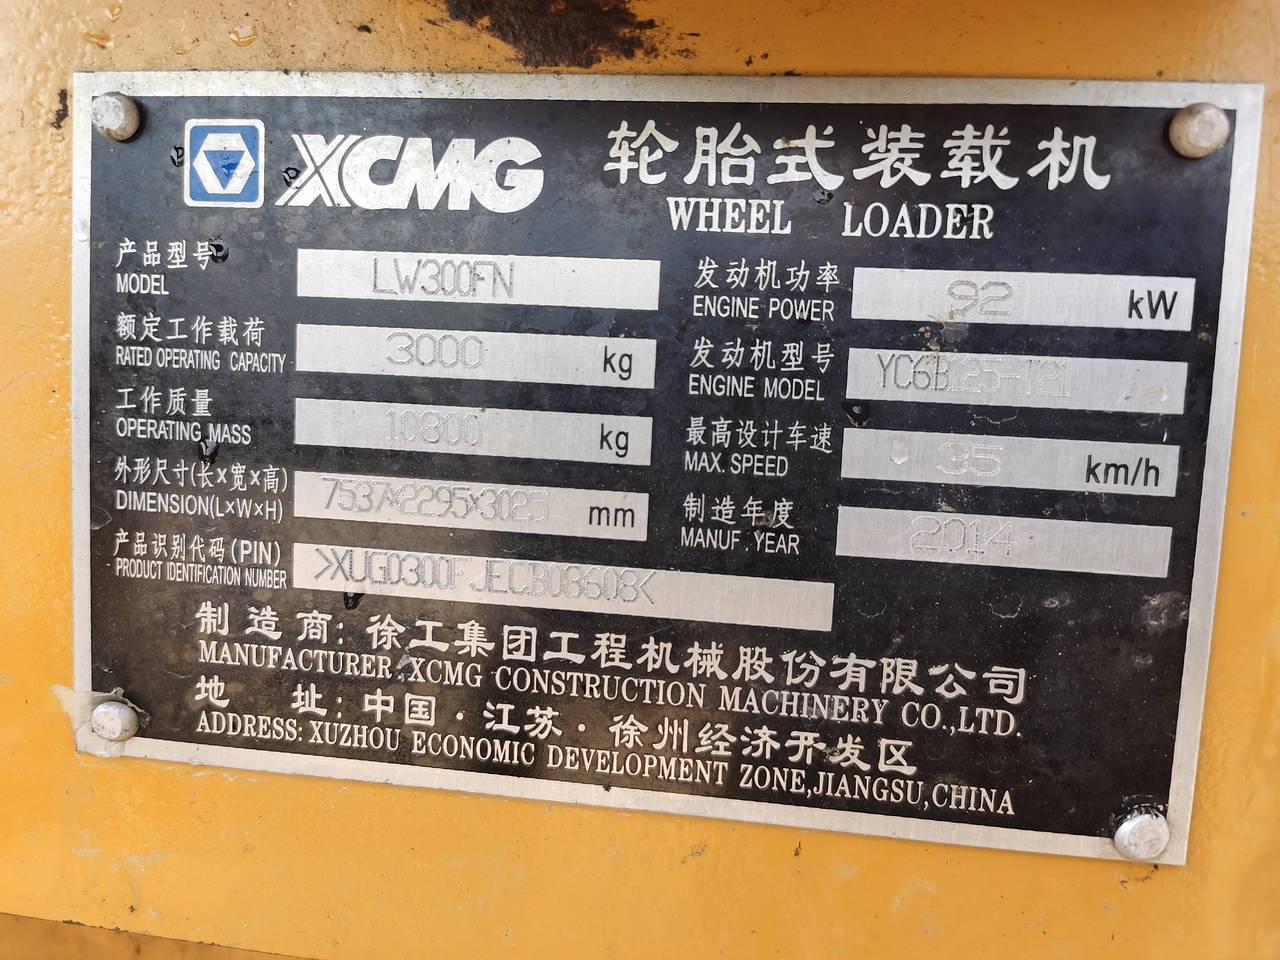 XCMG 轮胎式装载机
WHEEL LOADER
产品型号 LW300FN
MODEL
发动机功率 92 kW
ENGINE POWER
额定工作载荷 3000 kg
RATED OPERATING CAPACITY
发动机型号 YC6B125-T21
ENGINE MODEL
工作质量 10800 kg
OPERATING MASS
最高设计车速 35 km/h
MAX. SPEED
外形尺寸(长×宽×高) 7537×2295×3025 mm
DIMENSION(L×W×H)
制造年度 2014
MANUF.YEAR
产品识别代码(PIN) >XUG0300FJECB08608<
PRODUCT IDENTIFICATION NUMBER
制造商:徐工集团工程机械股份有限公司
MANUFACTURER:XCMG CONSTRUCTION MACHINERY CO.,LTD.
地址:中国·江苏·徐州经济开发区
ADDRESS: XUZHOU ECONOMIC DEVELOPMENT ZONE,JIANGSU,CHINA